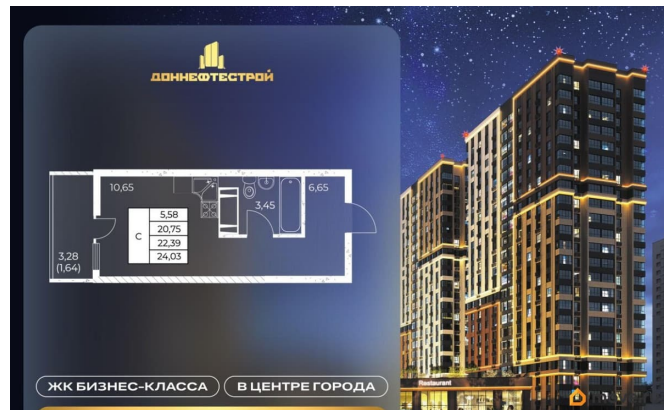 ДОННЕФТЕСТРОЙ
10,65
3,45
6,65
С
5,58
20,75
22,39
24,03
3,28
(1,64)
ЖК БИЗНЕС-КЛАССА
В ЦЕНТРЕ ГОРОДА
Restaurant